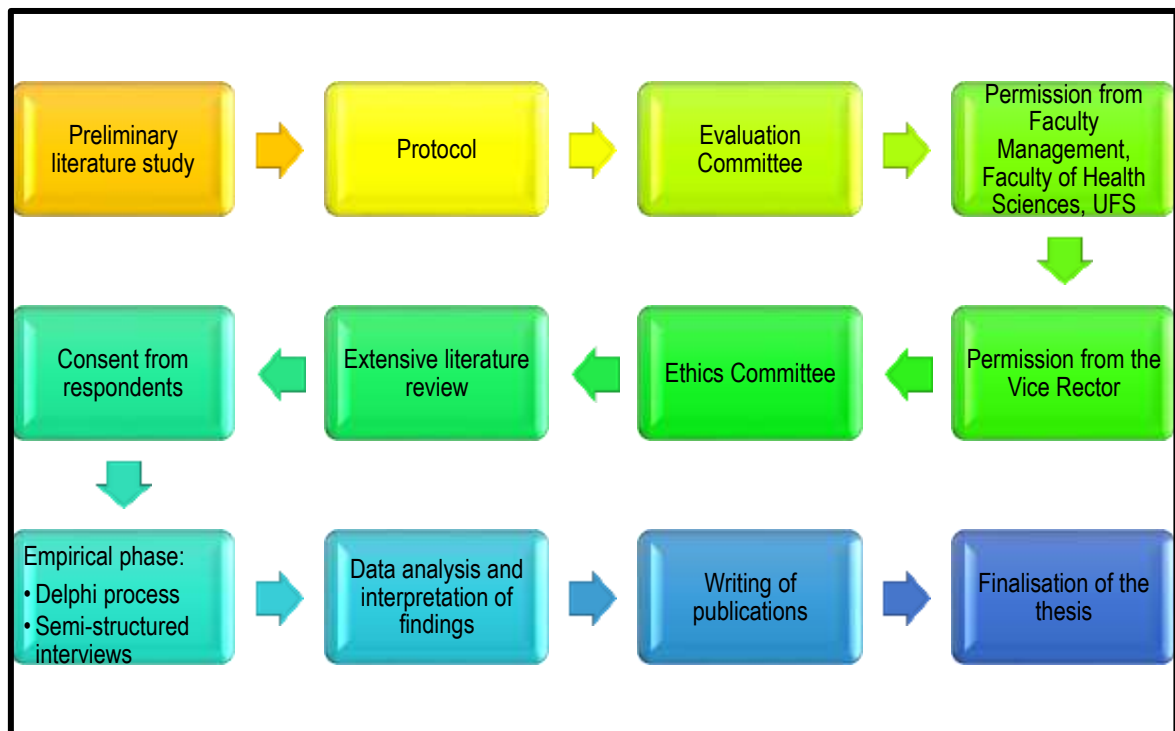 Preliminary
literature study
Protocol
Evaluation
Committee
Permission from
Faculty
Management,
Faculty of Health
Sciences, UFS
Permission from the
Vice Rector
Ethics Committee
Extensive literature
review
Consent from
respondents
Empirical phase:
• Delphi process
• Semi-structured
interviews
Data analysis and
interpretation of
findings
Writing of
publications
Finalisation of the
thesis